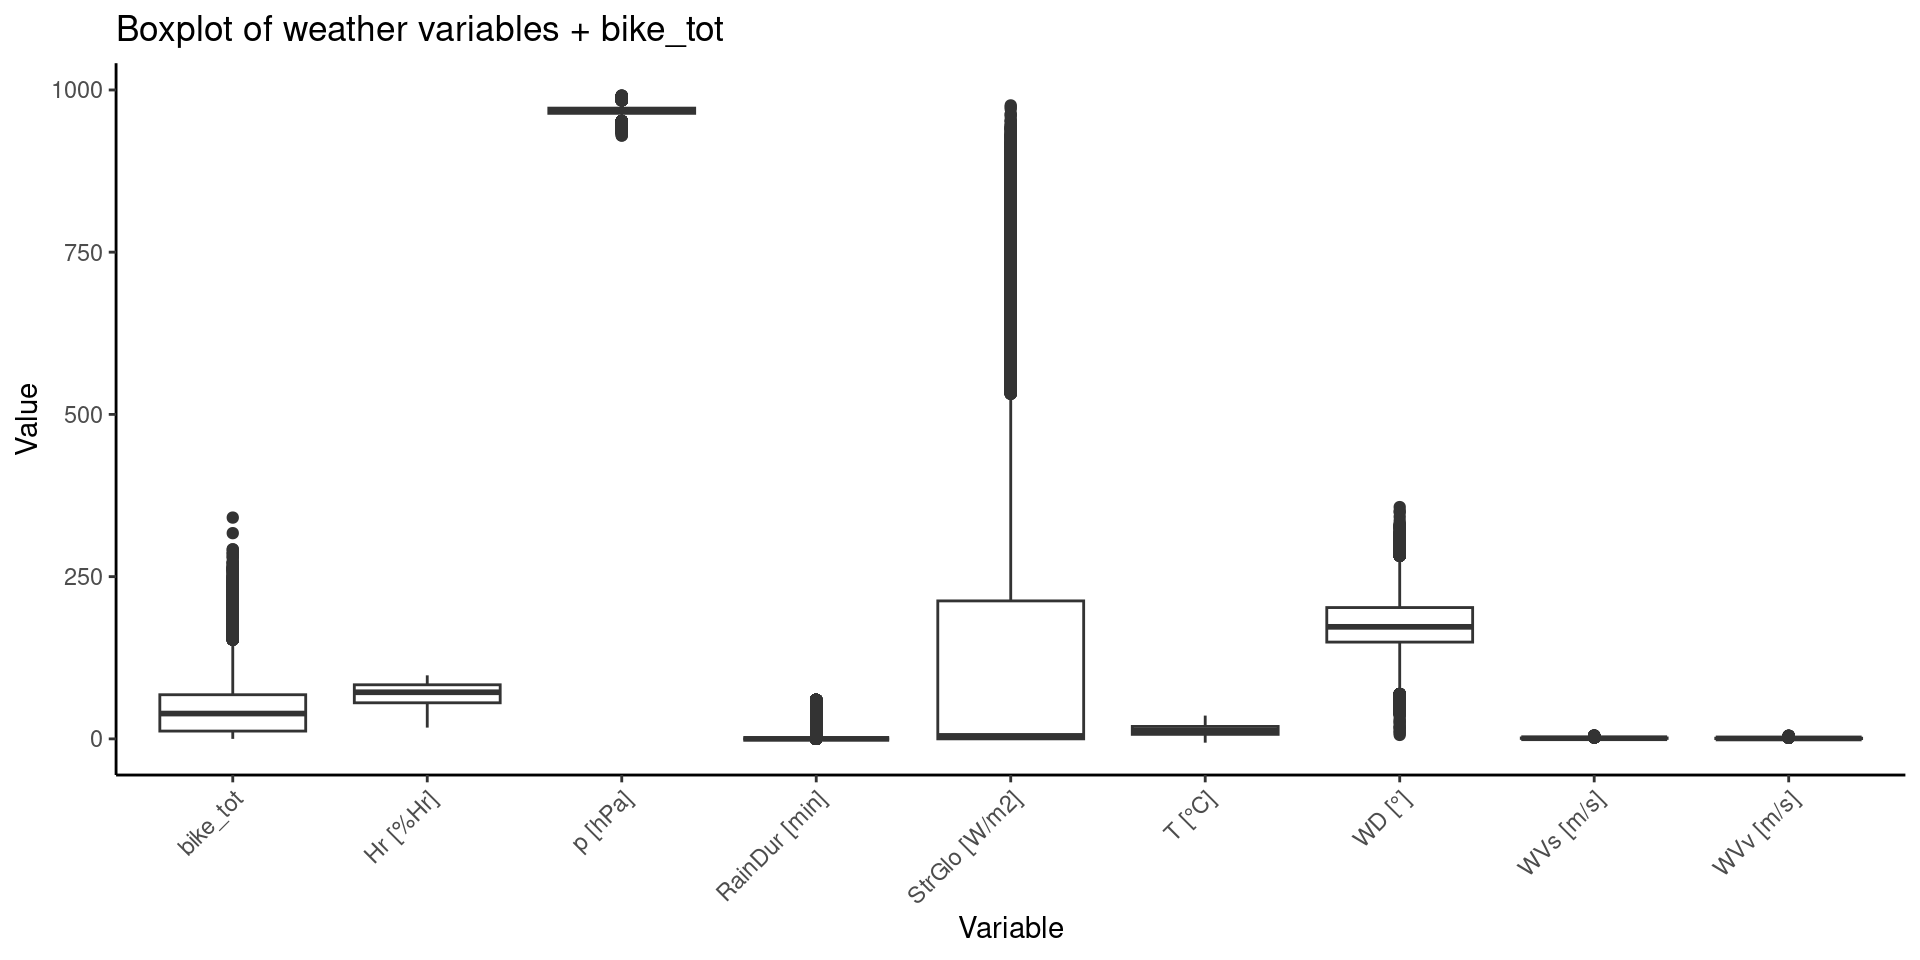 Boxplot of weather variables + bike_tot
1000
750
500
250
0
Value
bike_tot
Hr [%Hr]
p [hPa]
RainDur [min]
StrGlo [W/m2]
T [°C]
WD [°]
WVs [m/s]
WVv [m/s]
Variable